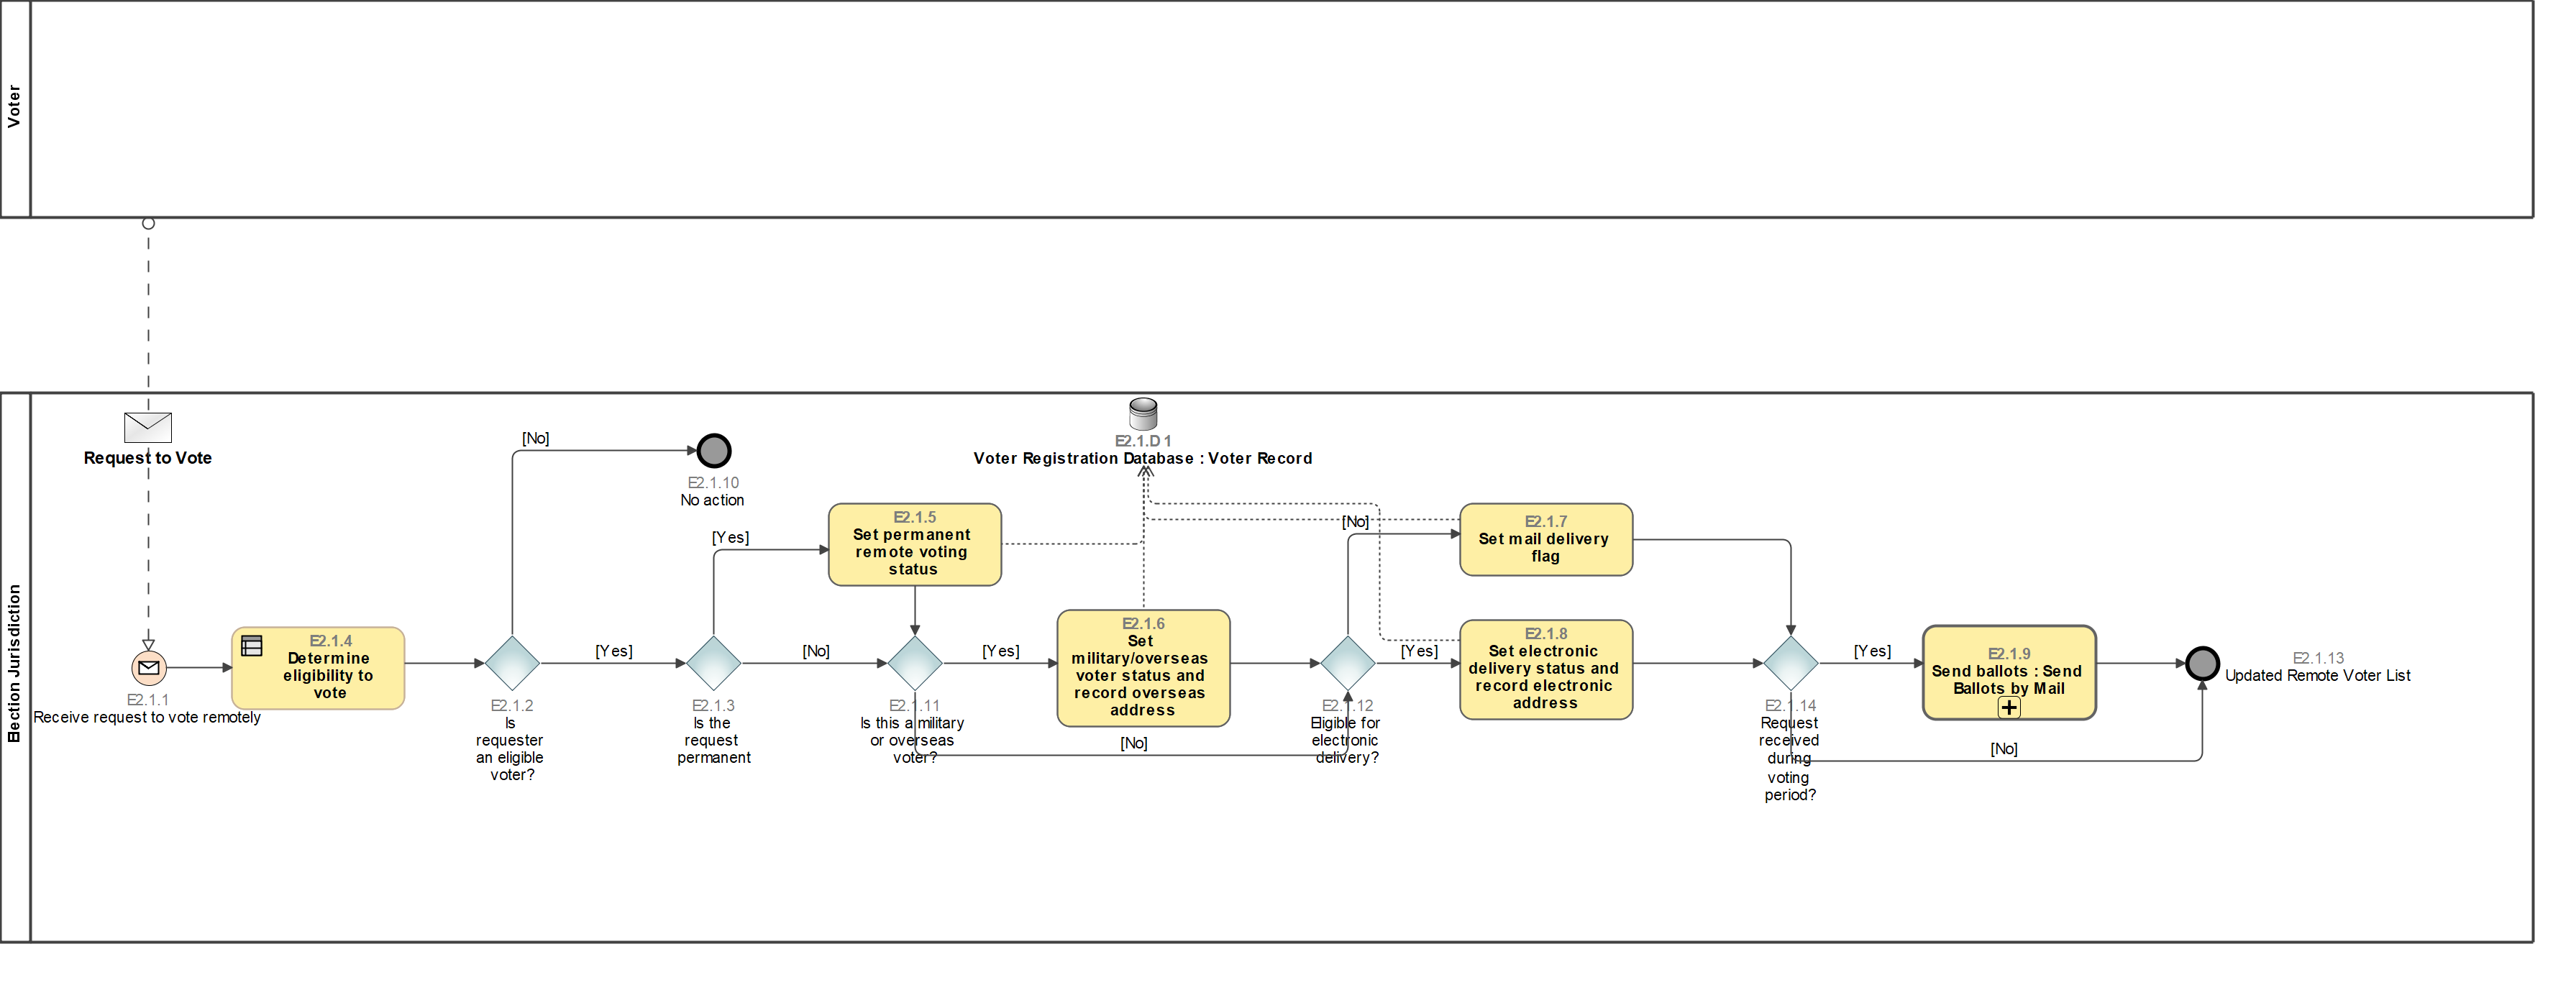 Voter
Election Jurisdiction
Request to Vote
E2.1.1
Receive request to vote remotely
E2.1.4
Determine
eligibility to
vote
[No]
E2.1.10
No action
E2.1.2
Is
requester
an eligible
voter?
[Yes]
E2.1.3
Is the
request
permanent
[Yes]
[No]
E2.1.5
Set permanent
remote voting
status
E2.1.11
Is this a military
or overseas
voter?
[Yes]
[No]
E2.1.D 1
Voter Registration Database : Voter Record
E2.1.6
Set
military/overseas
voter status and
record overseas
address
E2.1.12
Eligible for
electronic
delivery?
[No]
[Yes]
E2.1.7
Set mail delivery
flag
E2.1.8
Set electronic
delivery status and
record electronic
address
E2.1.14
Request
received
during
voting
period?
[Yes]
[No]
E2.1.9
Send ballots : Send
Ballots by Mail
E2.1.13
Updated Remote Voter List